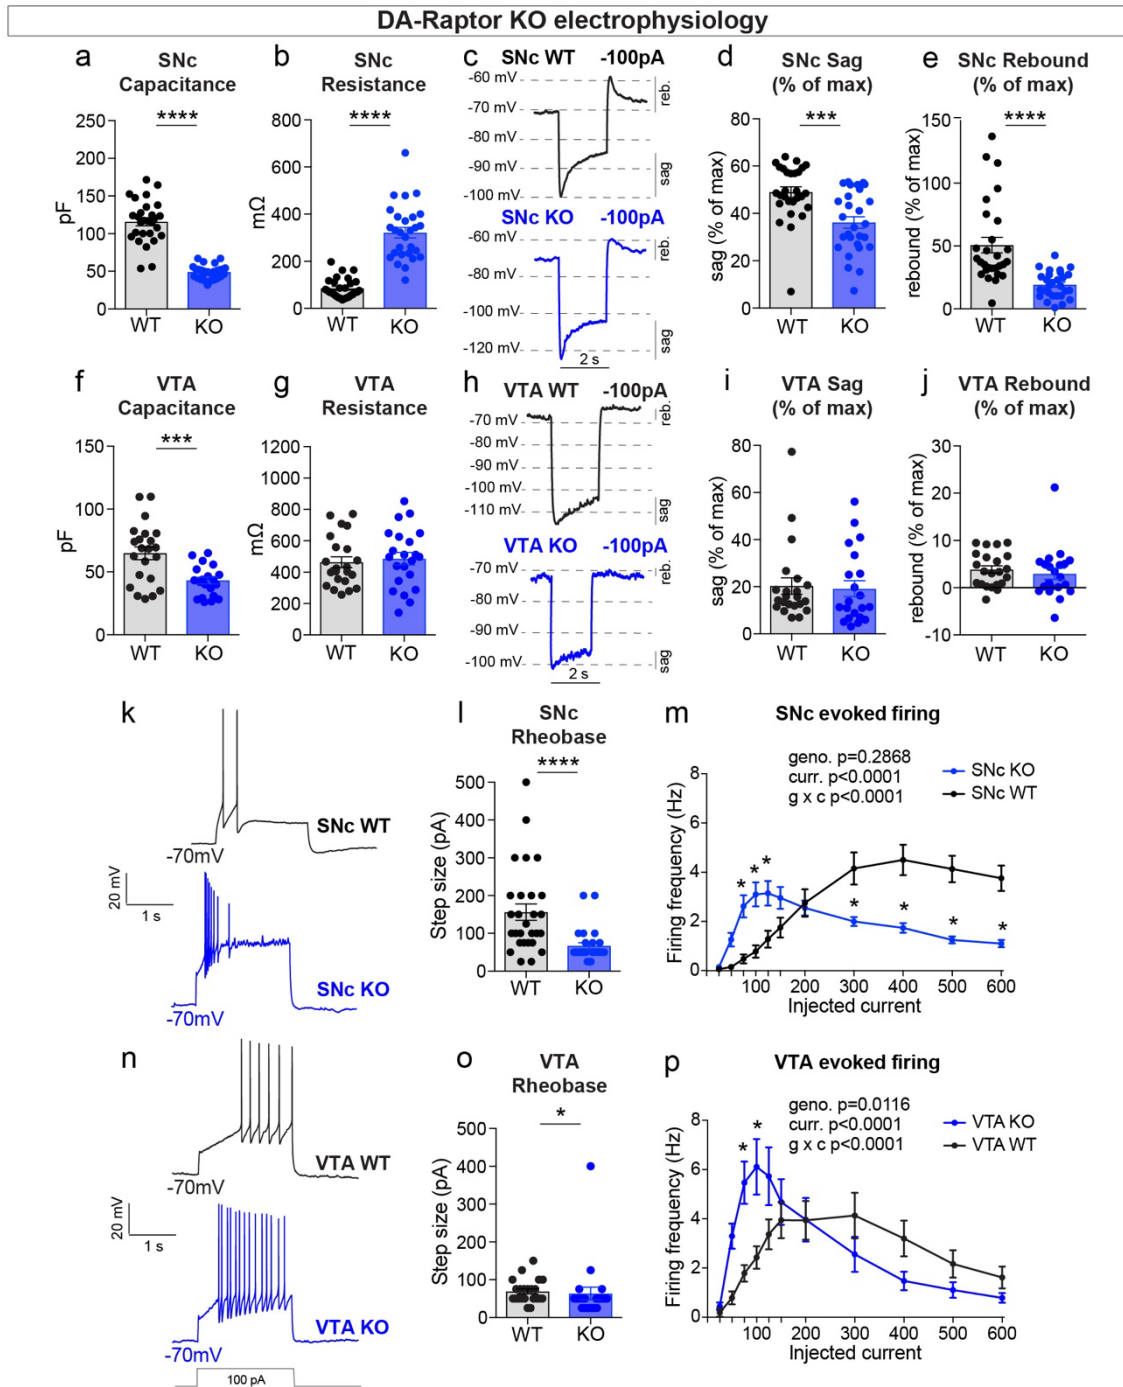 DA-Raptor KO electrophysiology
a
SNc
Capacitance
****
250
200
150
100
50
0
pF
WT
KO
b
SNc
Resistance
****
800
600
400
200
0
mΩ
WT
KO
c
SNc WT
-100pA
-60 mV
-70 mV
-80 mV
-90 mV
-100 mV
reb.
sag
SNc KO
-100pA
-60 mV
-80 mV
-100 mV
-120 mV
reb.
sag
2 s
d
SNc Sag
(% of max)
***
80
60
40
20
0
sag (% of max)
WT
KO
e
SNc Rebound
(% of max)
****
150
100
50
0
rebound (% of max)
WT
KO
f
VTA
Capacitance
***
150
100
50
0
pF
WT
KO
g
VTA
Resistance
1200
1000
800
600
400
200
0
mΩ
WT
KO
h
VTA WT
-100pA
-70 mV
-80 mV
-90 mV
-100 mV
-110 mV
reb.
sag
VTA KO
-100pA
-70 mV
-80 mV
-90 mV
-100 mV
reb.
sag
2 s
i
VTA Sag
(% of max)
80
60
40
20
0
sag (% of max)
WT
KO
j
VTA Rebound
(% of max)
30
20
10
0
-10
rebound (% of max)
WT
KO
k
SNc WT
-70mV
20 mV
1 s
SNc KO
-70mV
l
SNc
Rheobase
****
500
400
300
200
100
0
Step size (pA)
WT
KO
m
SNc evoked firing
geno. p=0.2868
curr. p<0.0001
g x c p<0.0001
SNc KO
SNc WT
8
6
4
2
0
Firing frequency (Hz)
* * *
* * * *
100 200 300 400 500 600
Injected current
n
VTA WT
-70mV
20 mV
1 s
VTA KO
-70mV
100 pA
o
VTA
Rheobase
*
500
400
300
200
100
0
Step size (pA)
WT
KO
p
VTA evoked firing
geno. p=0.0116
curr. p<0.0001
g x c p<0.0001
VTA KO
VTA WT
8
6
4
2
0
Firing frequency (Hz)
* *
100 200 300 400 500 600
Injected current